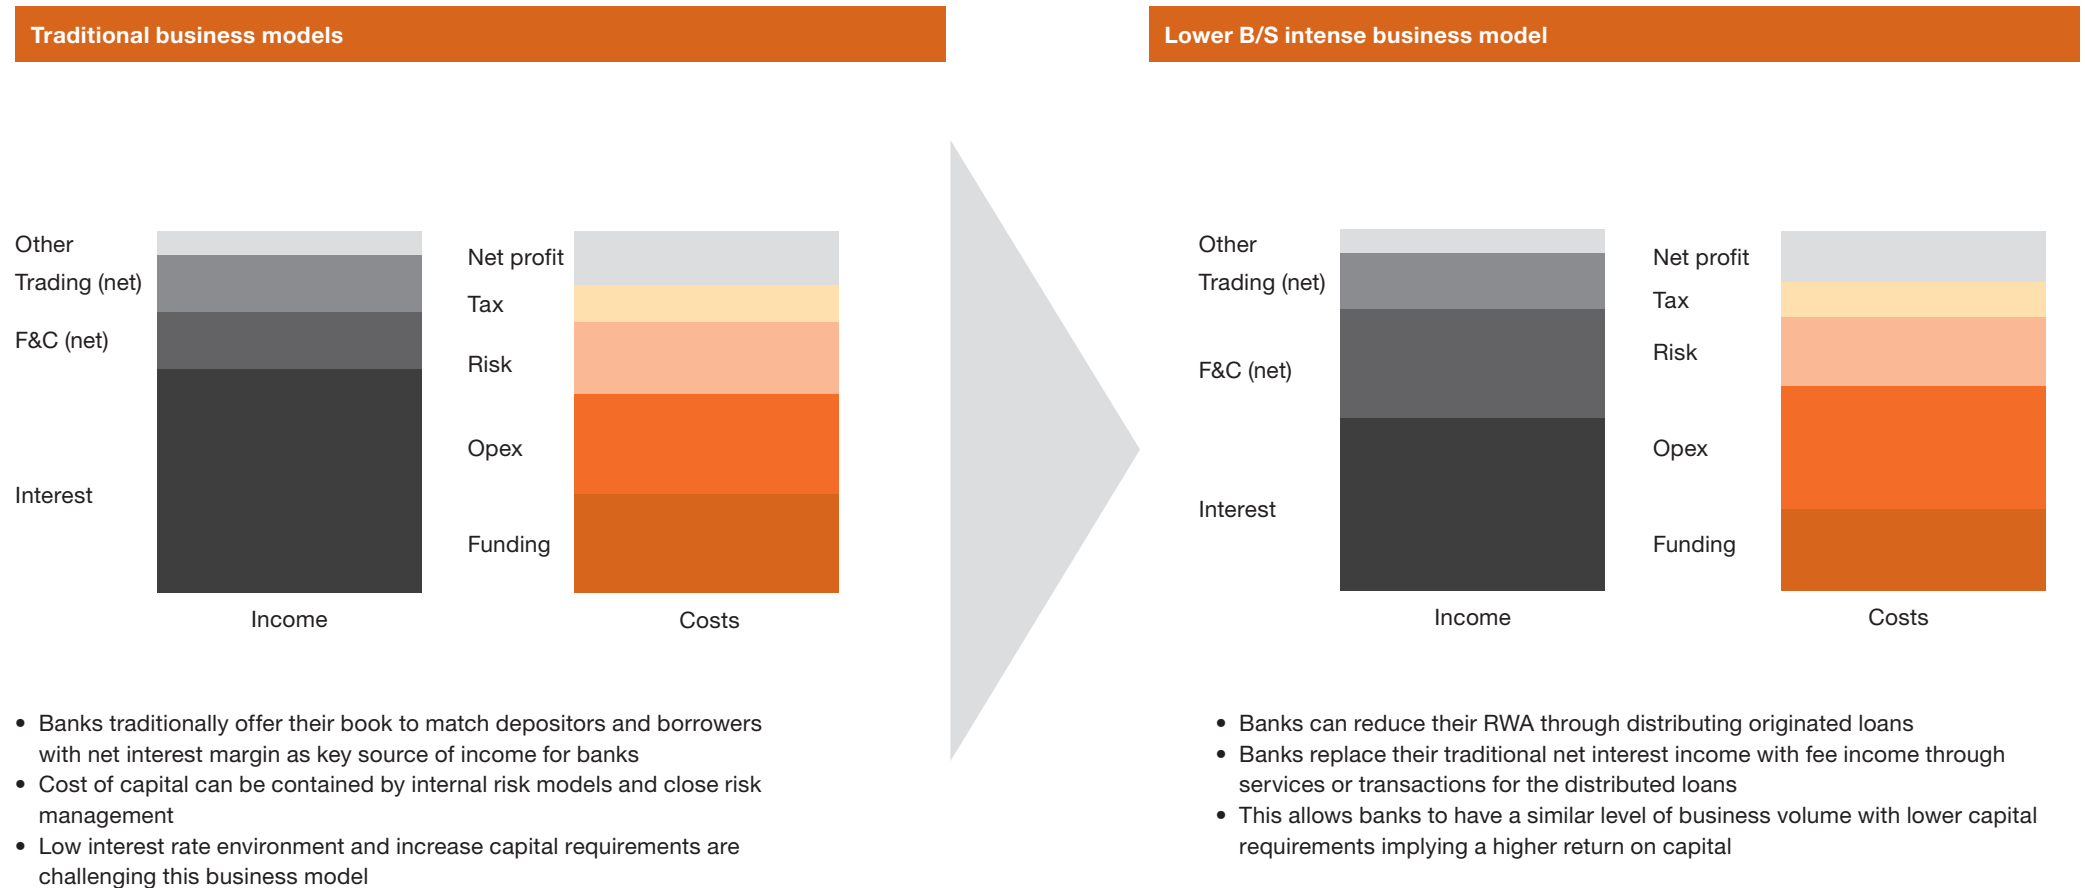 Traditional business models
Other
Trading (net)
F&C (net)
Interest
Income
Net profit
Tax
Risk
Opex
Funding
Costs
• Banks traditionally offer their book to match depositors and borrowers
with net interest margin as key source of income for banks
• Cost of capital can be contained by internal risk models and close risk
management
• Low interest rate environment and increase capital requirements are
challenging this business model
Lower B/S intense business model
Other
Trading (net)
F&C (net)
Interest
Income
Net profit
Tax
Risk
Opex
Funding
Costs
• Banks can reduce their RWA through distributing originated loans
• Banks replace their traditional net interest income with fee income through
services or transactions for the distributed loans
• This allows banks to have a similar level of business volume with lower capital
requirements implying a higher return on capital